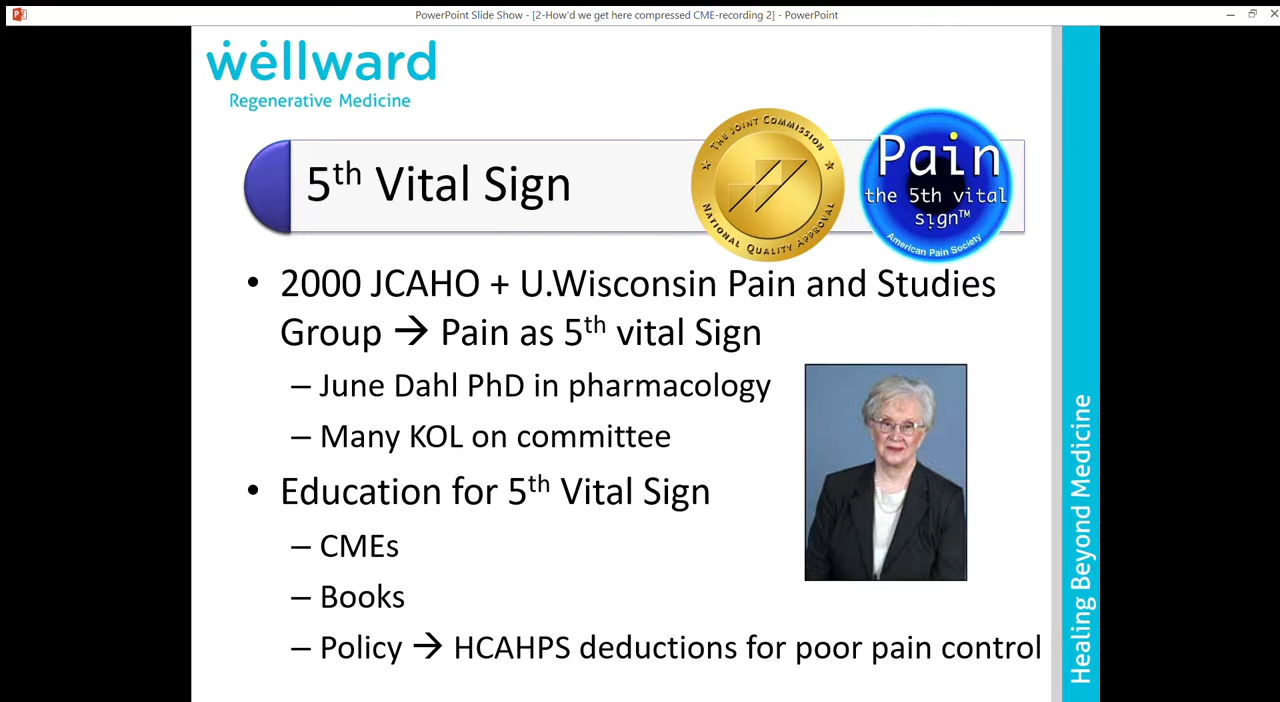 PowerPoint Slide Show - [2-How'd we get here compressed CME-recording 2] - PowerPoint
wellward
Regenerative Medicine
5th Vital Sign
THE JOINT COMMISSION
NATIONAL QUALITY APPROVAL
Pain
the 5th vital
sign™
American Pain Society
• 2000 JCAHO + U.Wisconsin Pain and Studies
Group → Pain as 5th vital Sign
– June Dahl PhD in pharmacology
– Many KOL on committee
• Education for 5th Vital Sign
– CMEs
– Books
– Policy → HCAHPS deductions for poor pain control
Healing Beyond Medicine